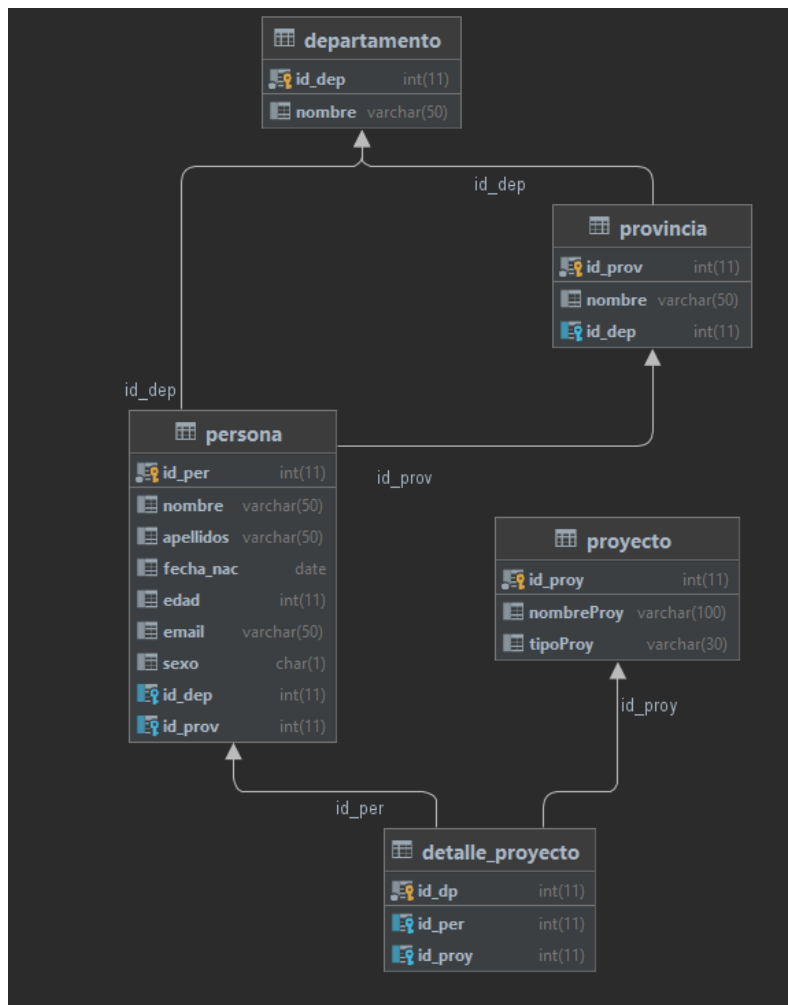 departamento
id_dep int(11)
nombre varchar(50)
id_dep
provincia
id_prov int(11)
nombre varchar(50)
id_dep int(11)
id_dep
persona
id_per int(11)
nombre varchar(50)
apellidos varchar(50)
fecha_nac date
edad int(11)
email varchar(50)
sexo char(1)
id_dep int(11)
id_prov int(11)
id_prov
proyecto
id_proy int(11)
nombreProy varchar(100)
tipoProy varchar(30)
id_proy
id_per
detalle_proyecto
id_dp int(11)
id_per int(11)
id_proy int(11)